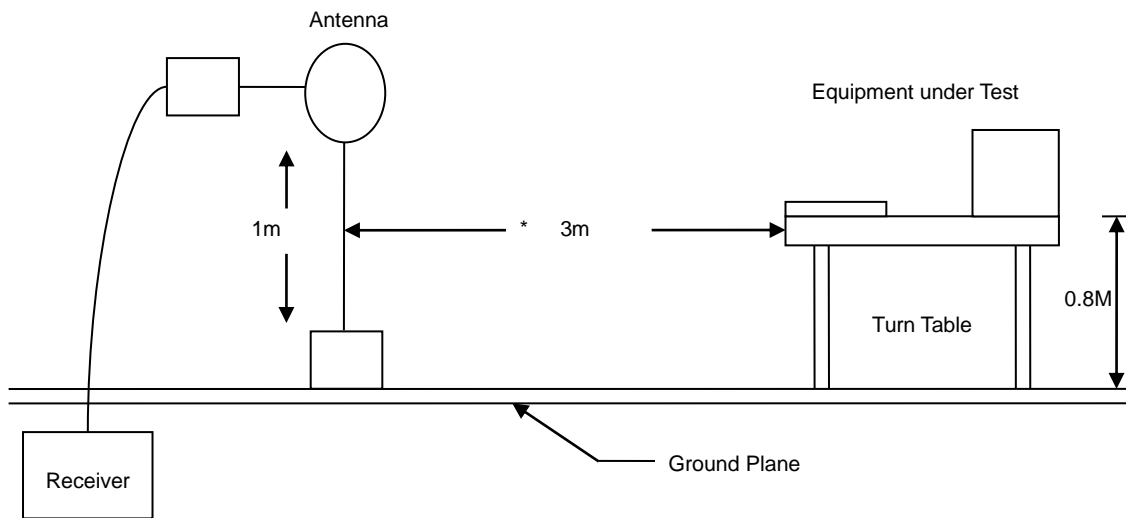 Antenna
Equipment under Test
1m
* 3m
0.8M
Turn Table
Ground Plane
Receiver